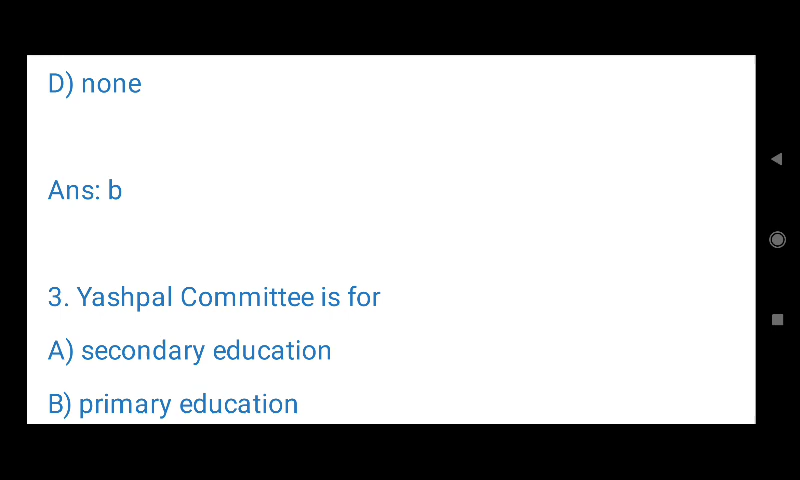 D) none
Ans: b
3. Yashpal Committee is for
A) secondary education
B) primary education